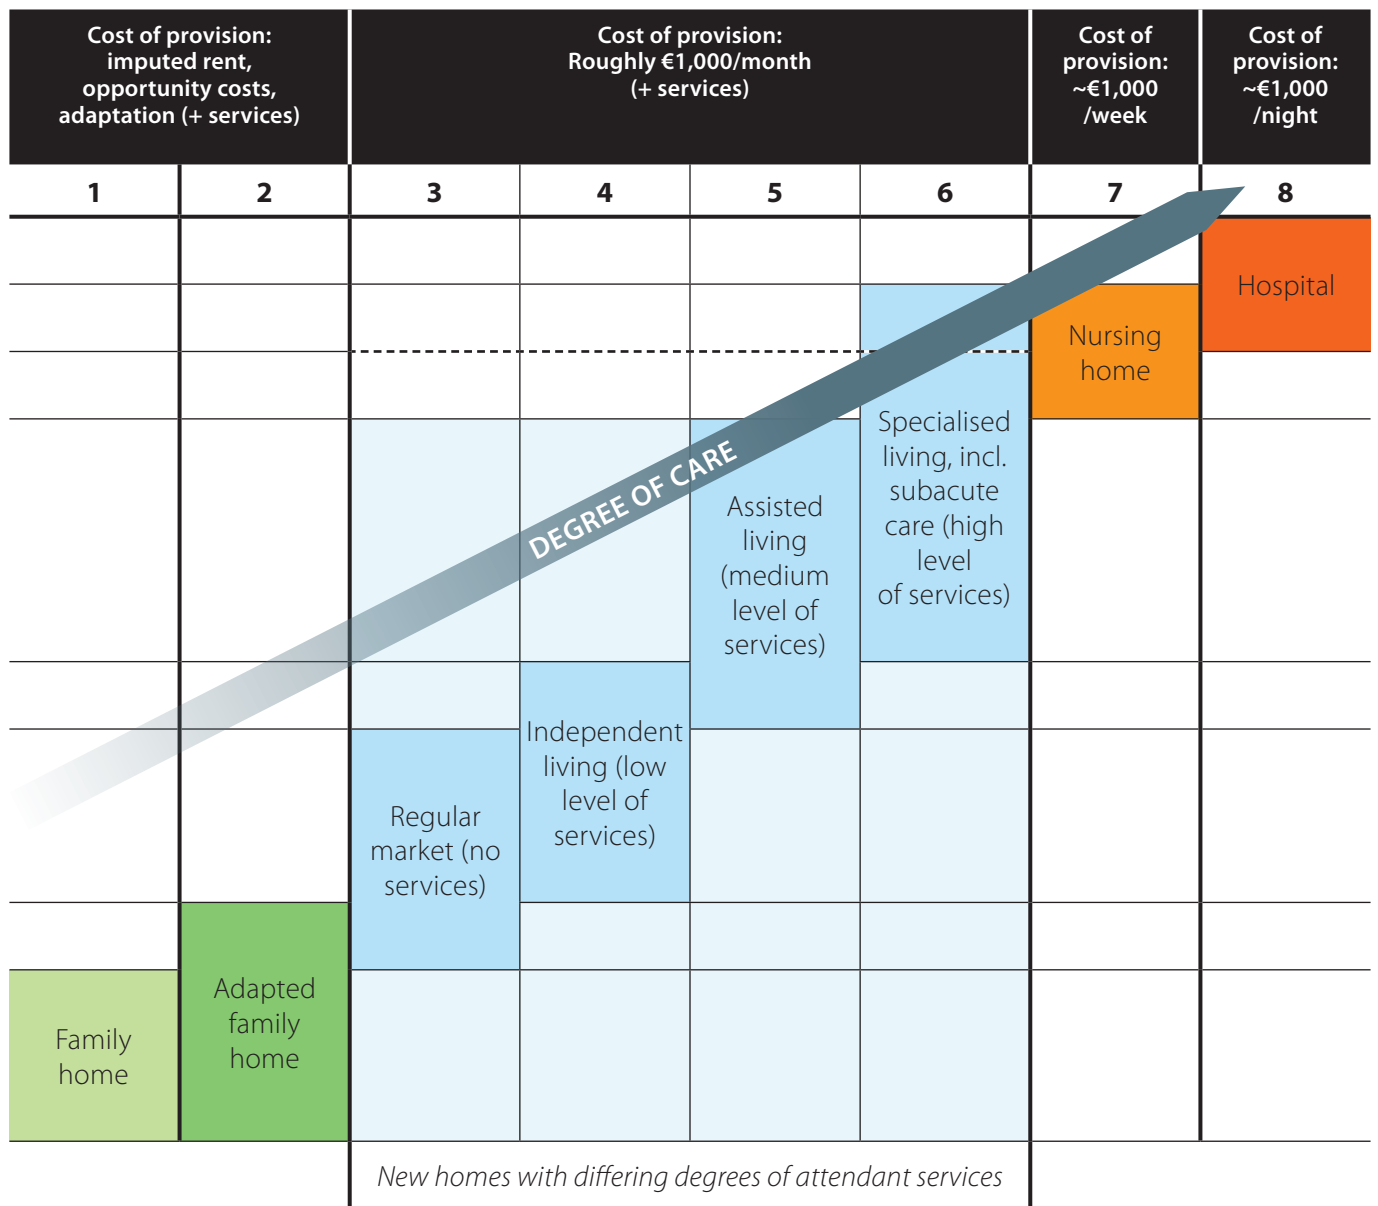 Cost of provision:
imputed rent,
opportunity costs,
adaptation (+ services)
Cost of provision:
Roughly €1,000/month
(+ services)
Cost of
provision:
~€1,000
/week
Cost of
provision:
~€1,000
/night
1
2
3
4
5
6
7
8
Hospital
Nursing
home
Specialised
living, incl.
subacute
care (high
level
of services)
DEGREE OF CARE
Assisted
living
(medium
level of
services)
Independent
living (low
level of
services)
Regular
market (no
services)
Adapted
family
home
Family
home
New homes with differing degrees of attendant services